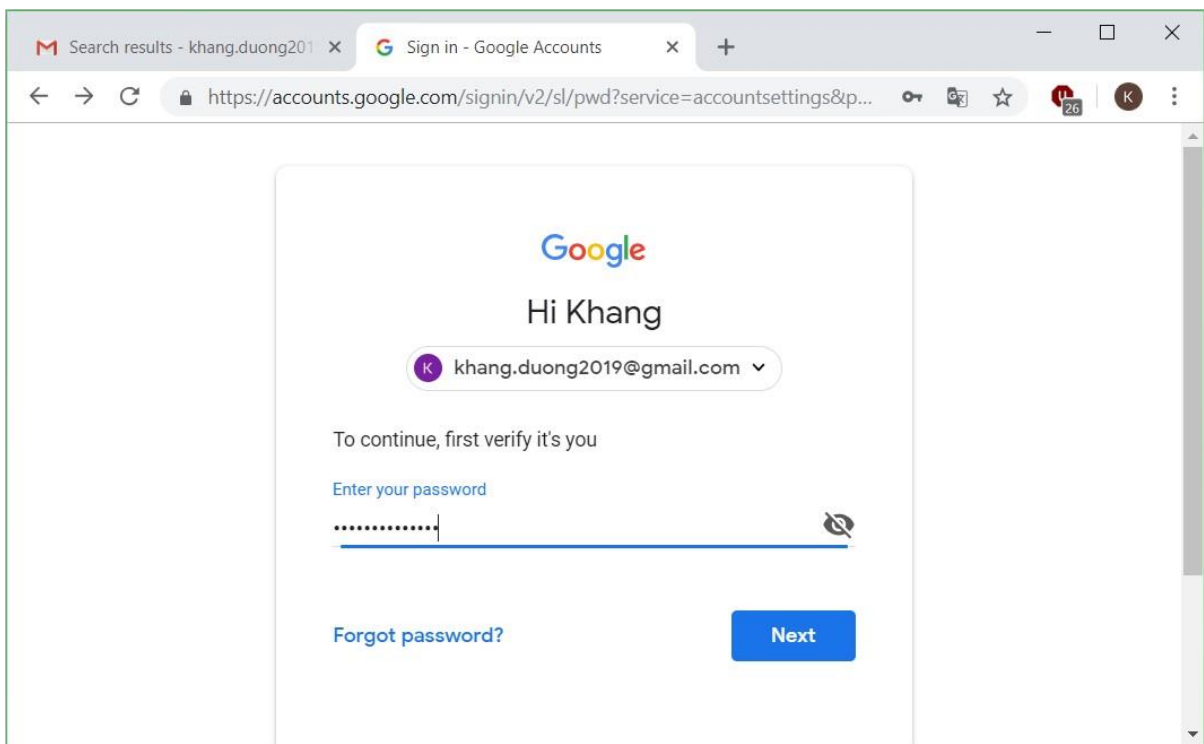 Search results - khang.duong201
Sign in - Google Accounts
https://accounts.google.com/signin/v2/sl/pwd?service=accountsettings&p...
26
K
Google
Hi Khang
K khang.duong2019@gmail.com
To continue, first verify it's you
Enter your password
••••••••••••••
Forgot password?
Next